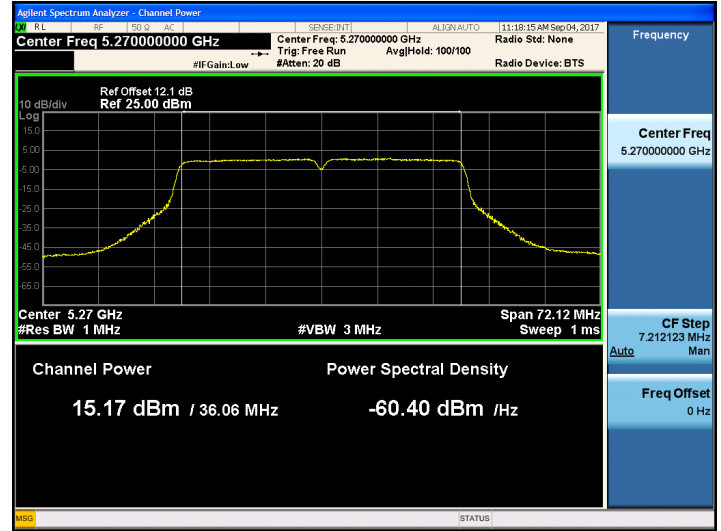 Agilent Spectrum Analyzer - Channel Power
LXI RL RF 50 Ω AC SENSE:INT ALIGNAUTO 11:18:15 AM Sep 04, 2017
Center Freq 5.270000000 GHz
Center Freq: 5.270000000 GHz
Radio Std: None
Trig: Free Run Avg|Hold: 100/100
#IFGain:Low
#Atten: 20 dB
Radio Device: BTS
Frequency
Ref Offset 12.1 dB
10 dB/div Ref 25.00 dBm
Log
15.0
5.00
-5.00
-15.0
-25.0
-35.0
-45.0
-55.0
-65.0
Center 5.27 GHz Span 72.12 MHz
#Res BW 1 MHz #VBW 3 MHz Sweep 1 ms
Channel Power Power Spectral Density
15.17 dBm / 36.06 MHz -60.40 dBm /Hz
Center Freq
5.270000000 GHz
CF Step
7.212123 MHz
Auto Man
Freq Offset
0 Hz
MSG STATUS